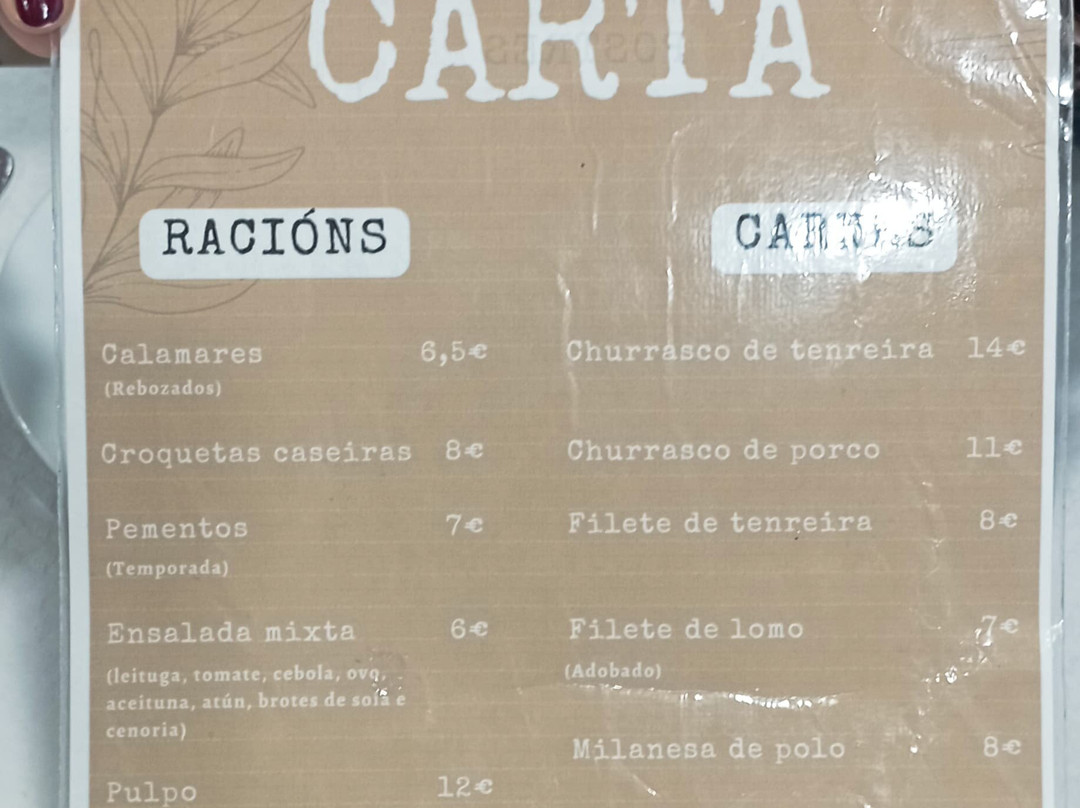 CARTA
RACIÓNS
Calamares 6,5€
(Rebozados)
Croquetas caseiras 8€
Pementos 7€
(Temporada)
Ensalada mixta 6€
(leituga, tomate, cebola, ovo,
aceituna, atún, brotes de soia e
cenoria)
Pulpo 12€
CARNES
Churrasco de tenreira 14€
Churrasco de porco 11€
Filete de tenreira 8€
Filete de lomo 7€
(Adobado)
Milanesa de polo 8€